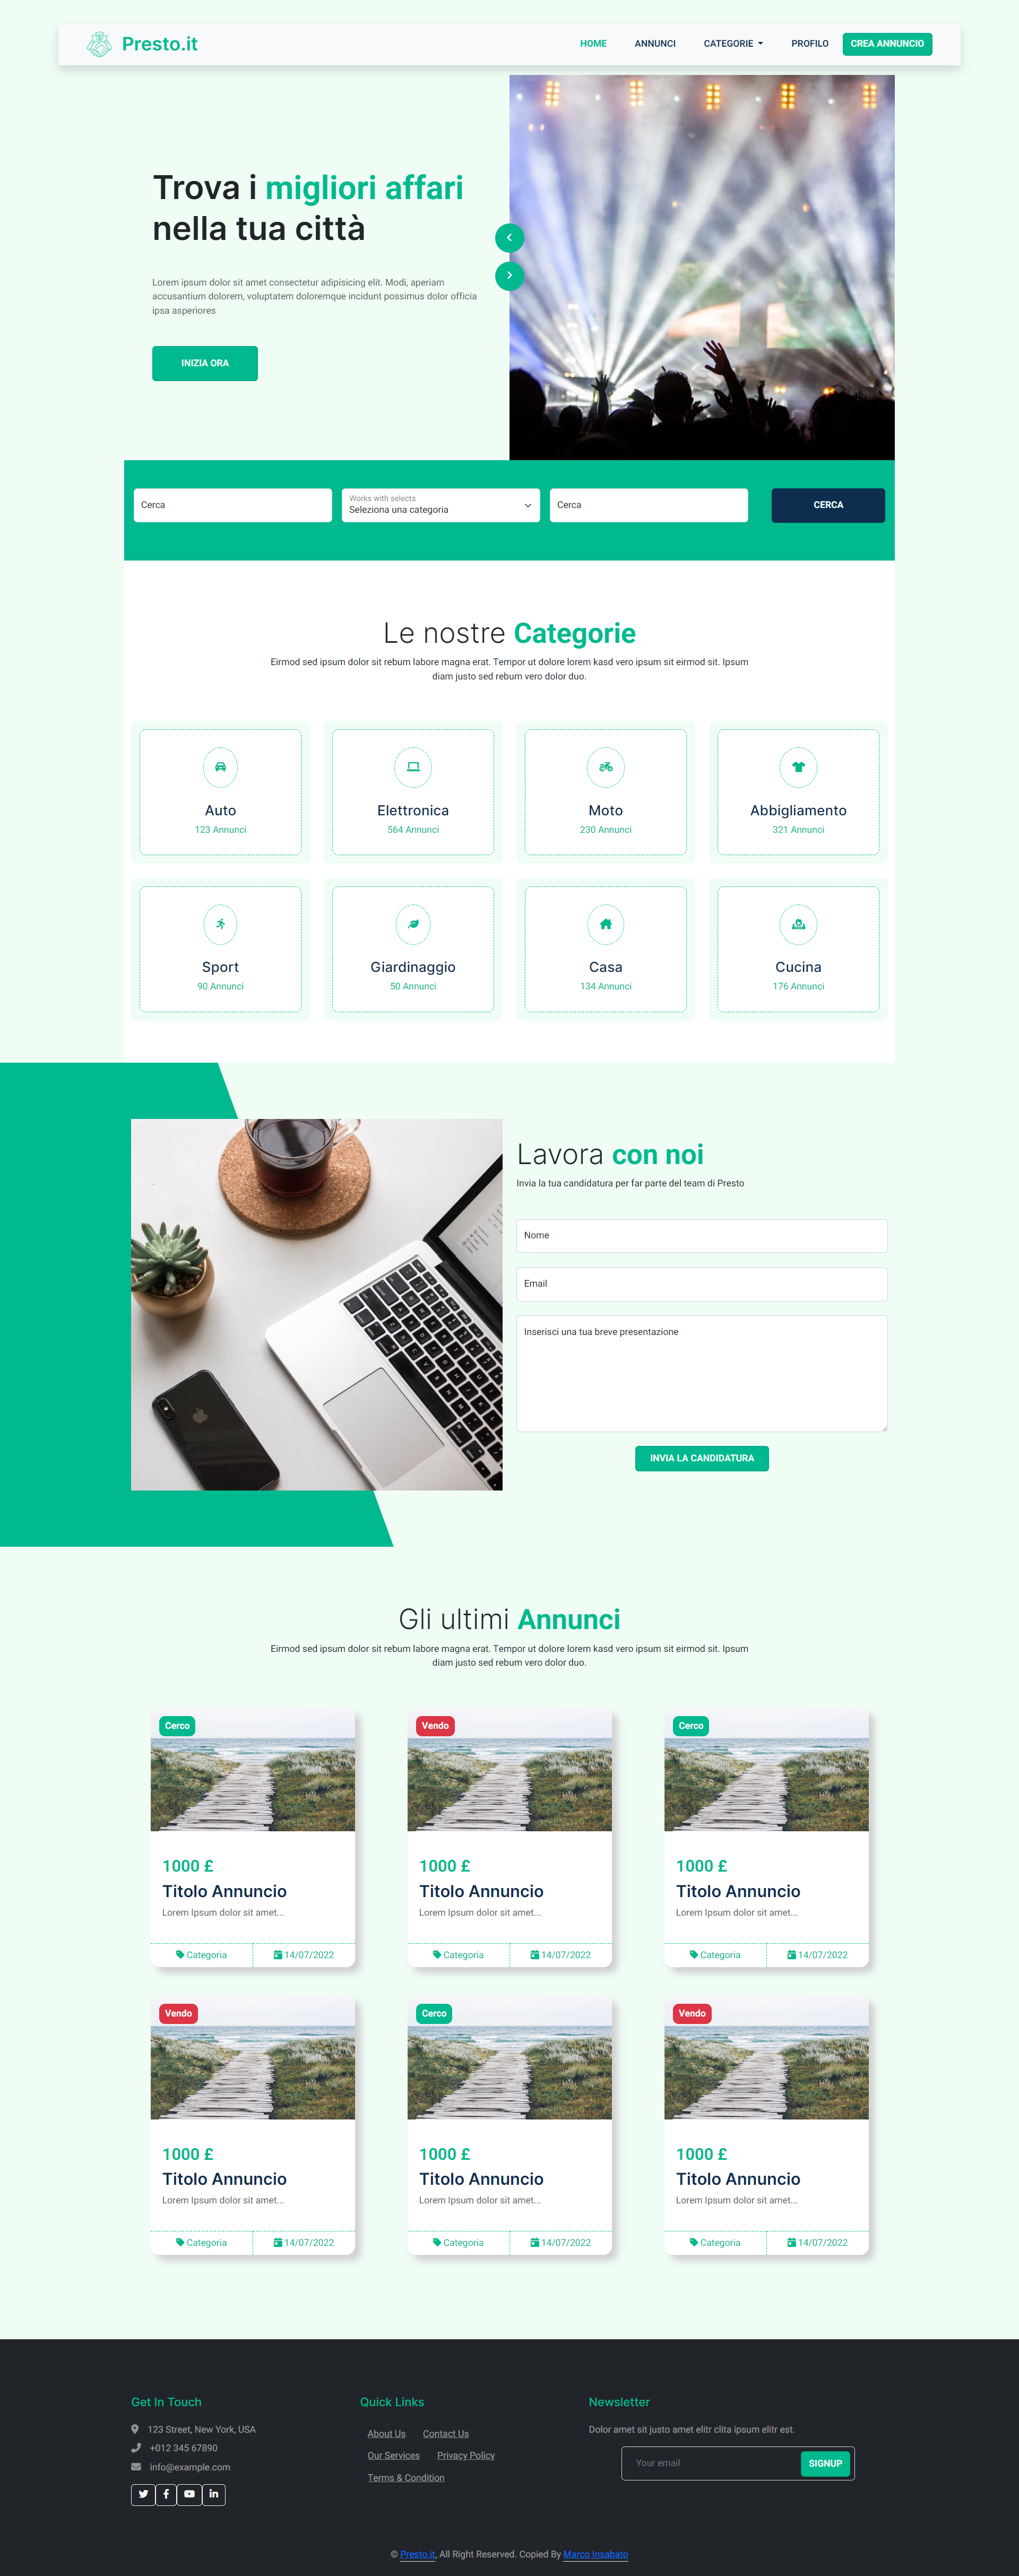 Presto.it
HOME
ANNUNCI
CATEGORIE
PROFILO
CREA ANNUNCIO
Trova i migliori affari
nella tua città
Lorem ipsum dolor sit amet consectetur adipisicing elit. Modi, aperiam
accusantium dolorem, voluptatem doloremque incidunt possimus dolor officia
ipsa asperiores
INIZIA ORA
Cerca
Works with selects
Seleziona una categoria
Cerca
CERCA
Le nostre Categorie
Eirmod sed ipsum dolor sit rebum labore magna erat. Tempor ut dolore lorem kasd vero ipsum sit eirmod sit. Ipsum
diam justo sed rebum vero dolor duo.
Auto
123 Annunci
Elettronica
564 Annunci
Moto
230 Annunci
Abbigliamento
321 Annunci
Sport
90 Annunci
Giardinaggio
50 Annunci
Casa
134 Annunci
Cucina
176 Annunci
Lavora con noi
Invia la tua candidatura per far parte del team di Presto
Nome
Email
Inserisci una tua breve presentazione
INVIA LA CANDIDATURA
Gli ultimi Annunci
Eirmod sed ipsum dolor sit rebum labore magna erat. Tempor ut dolore lorem kasd vero ipsum sit eirmod sit. Ipsum
diam justo sed rebum vero dolor duo.
Cerco
1000 £
Titolo Annuncio
Lorem Ipsum dolor sit amet...
Categoria
14/07/2022
Vendo
1000 £
Titolo Annuncio
Lorem Ipsum dolor sit amet...
Categoria
14/07/2022
Cerco
1000 £
Titolo Annuncio
Lorem Ipsum dolor sit amet...
Categoria
14/07/2022
Vendo
1000 £
Titolo Annuncio
Lorem Ipsum dolor sit amet...
Categoria
14/07/2022
Cerco
1000 £
Titolo Annuncio
Lorem Ipsum dolor sit amet...
Categoria
14/07/2022
Vendo
1000 £
Titolo Annuncio
Lorem Ipsum dolor sit amet...
Categoria
14/07/2022
Get In Touch
123 Street, New York, USA
+012 345 67890
info@example.com
Quick Links
About Us
Contact Us
Our Services
Privacy Policy
Terms & Condition
Newsletter
Dolor amet sit justo amet elitr clita ipsum elitr est.
Your email
SIGNUP
© Presto.it, All Right Reserved. Copied By Marco Insabato